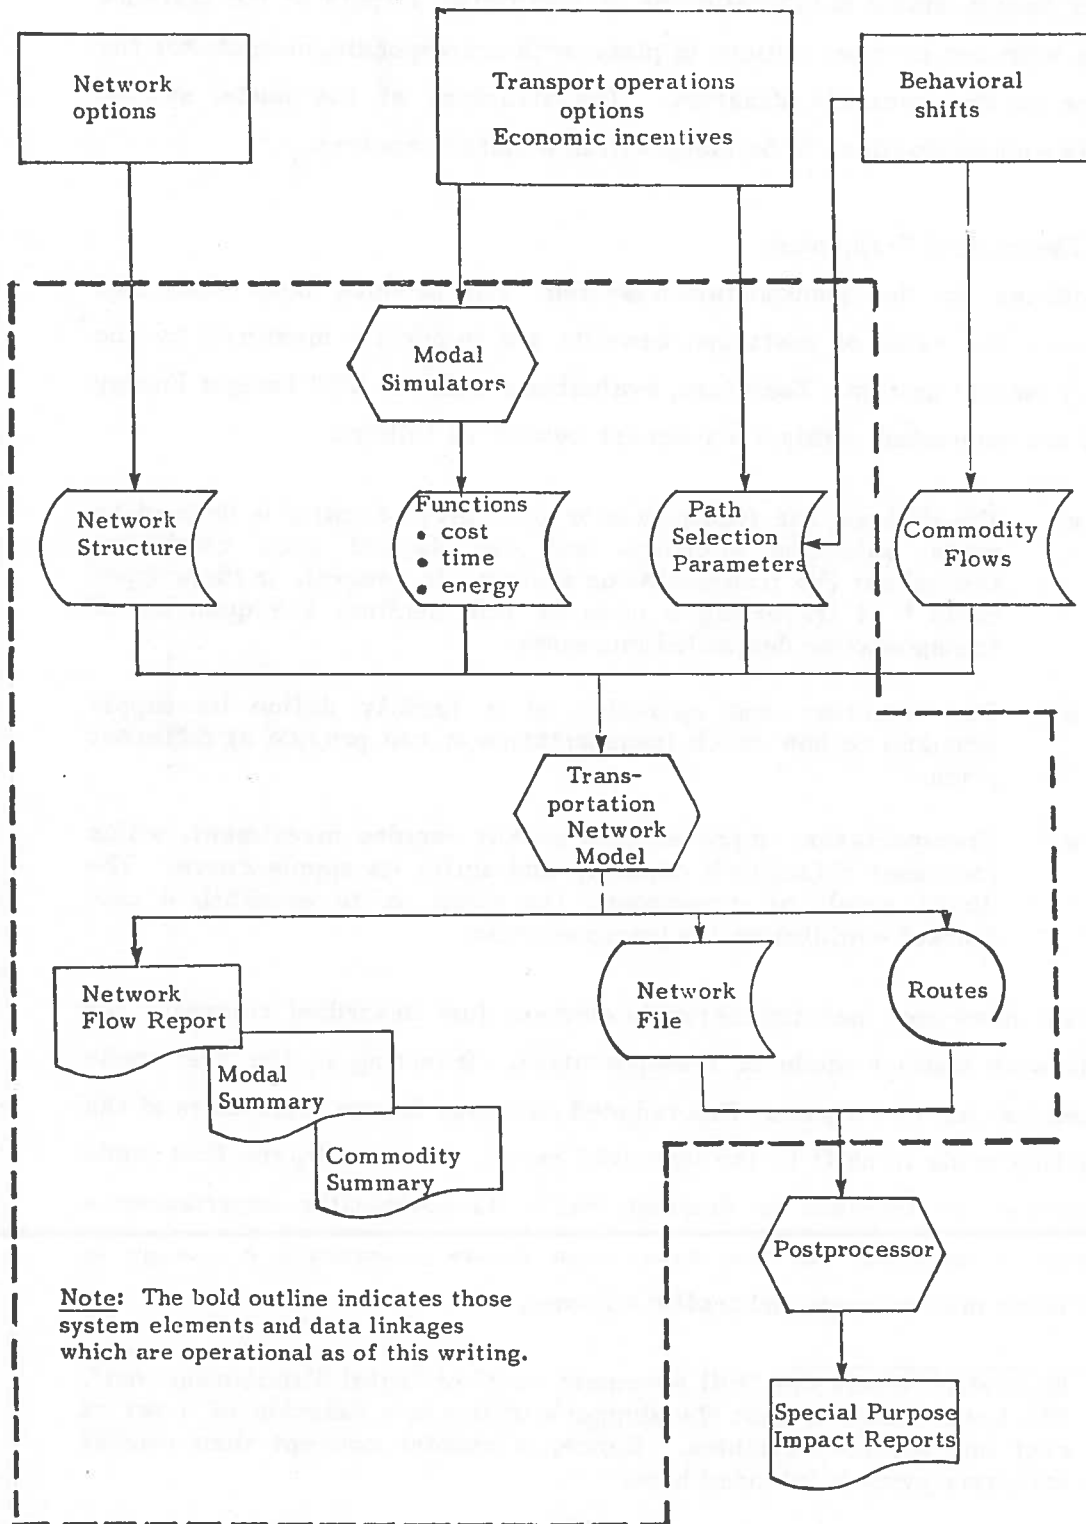 Network
options
Transport operations
options
Economic incentives
Behavioral
shifts
Modal
Simulators
Network
Structure
Functions
• cost
• time
• energy
Path
Selection
Parameters
Commodity
Flows
Trans-
portation
Network
Model
Network
Flow Report
Modal
Summary
Commodity
Summary
Network
File
Routes
Postprocessor
Special Purpose
Impact Reports
Note: The bold outline indicates those
system elements and data linkages
which are operational as of this writing.